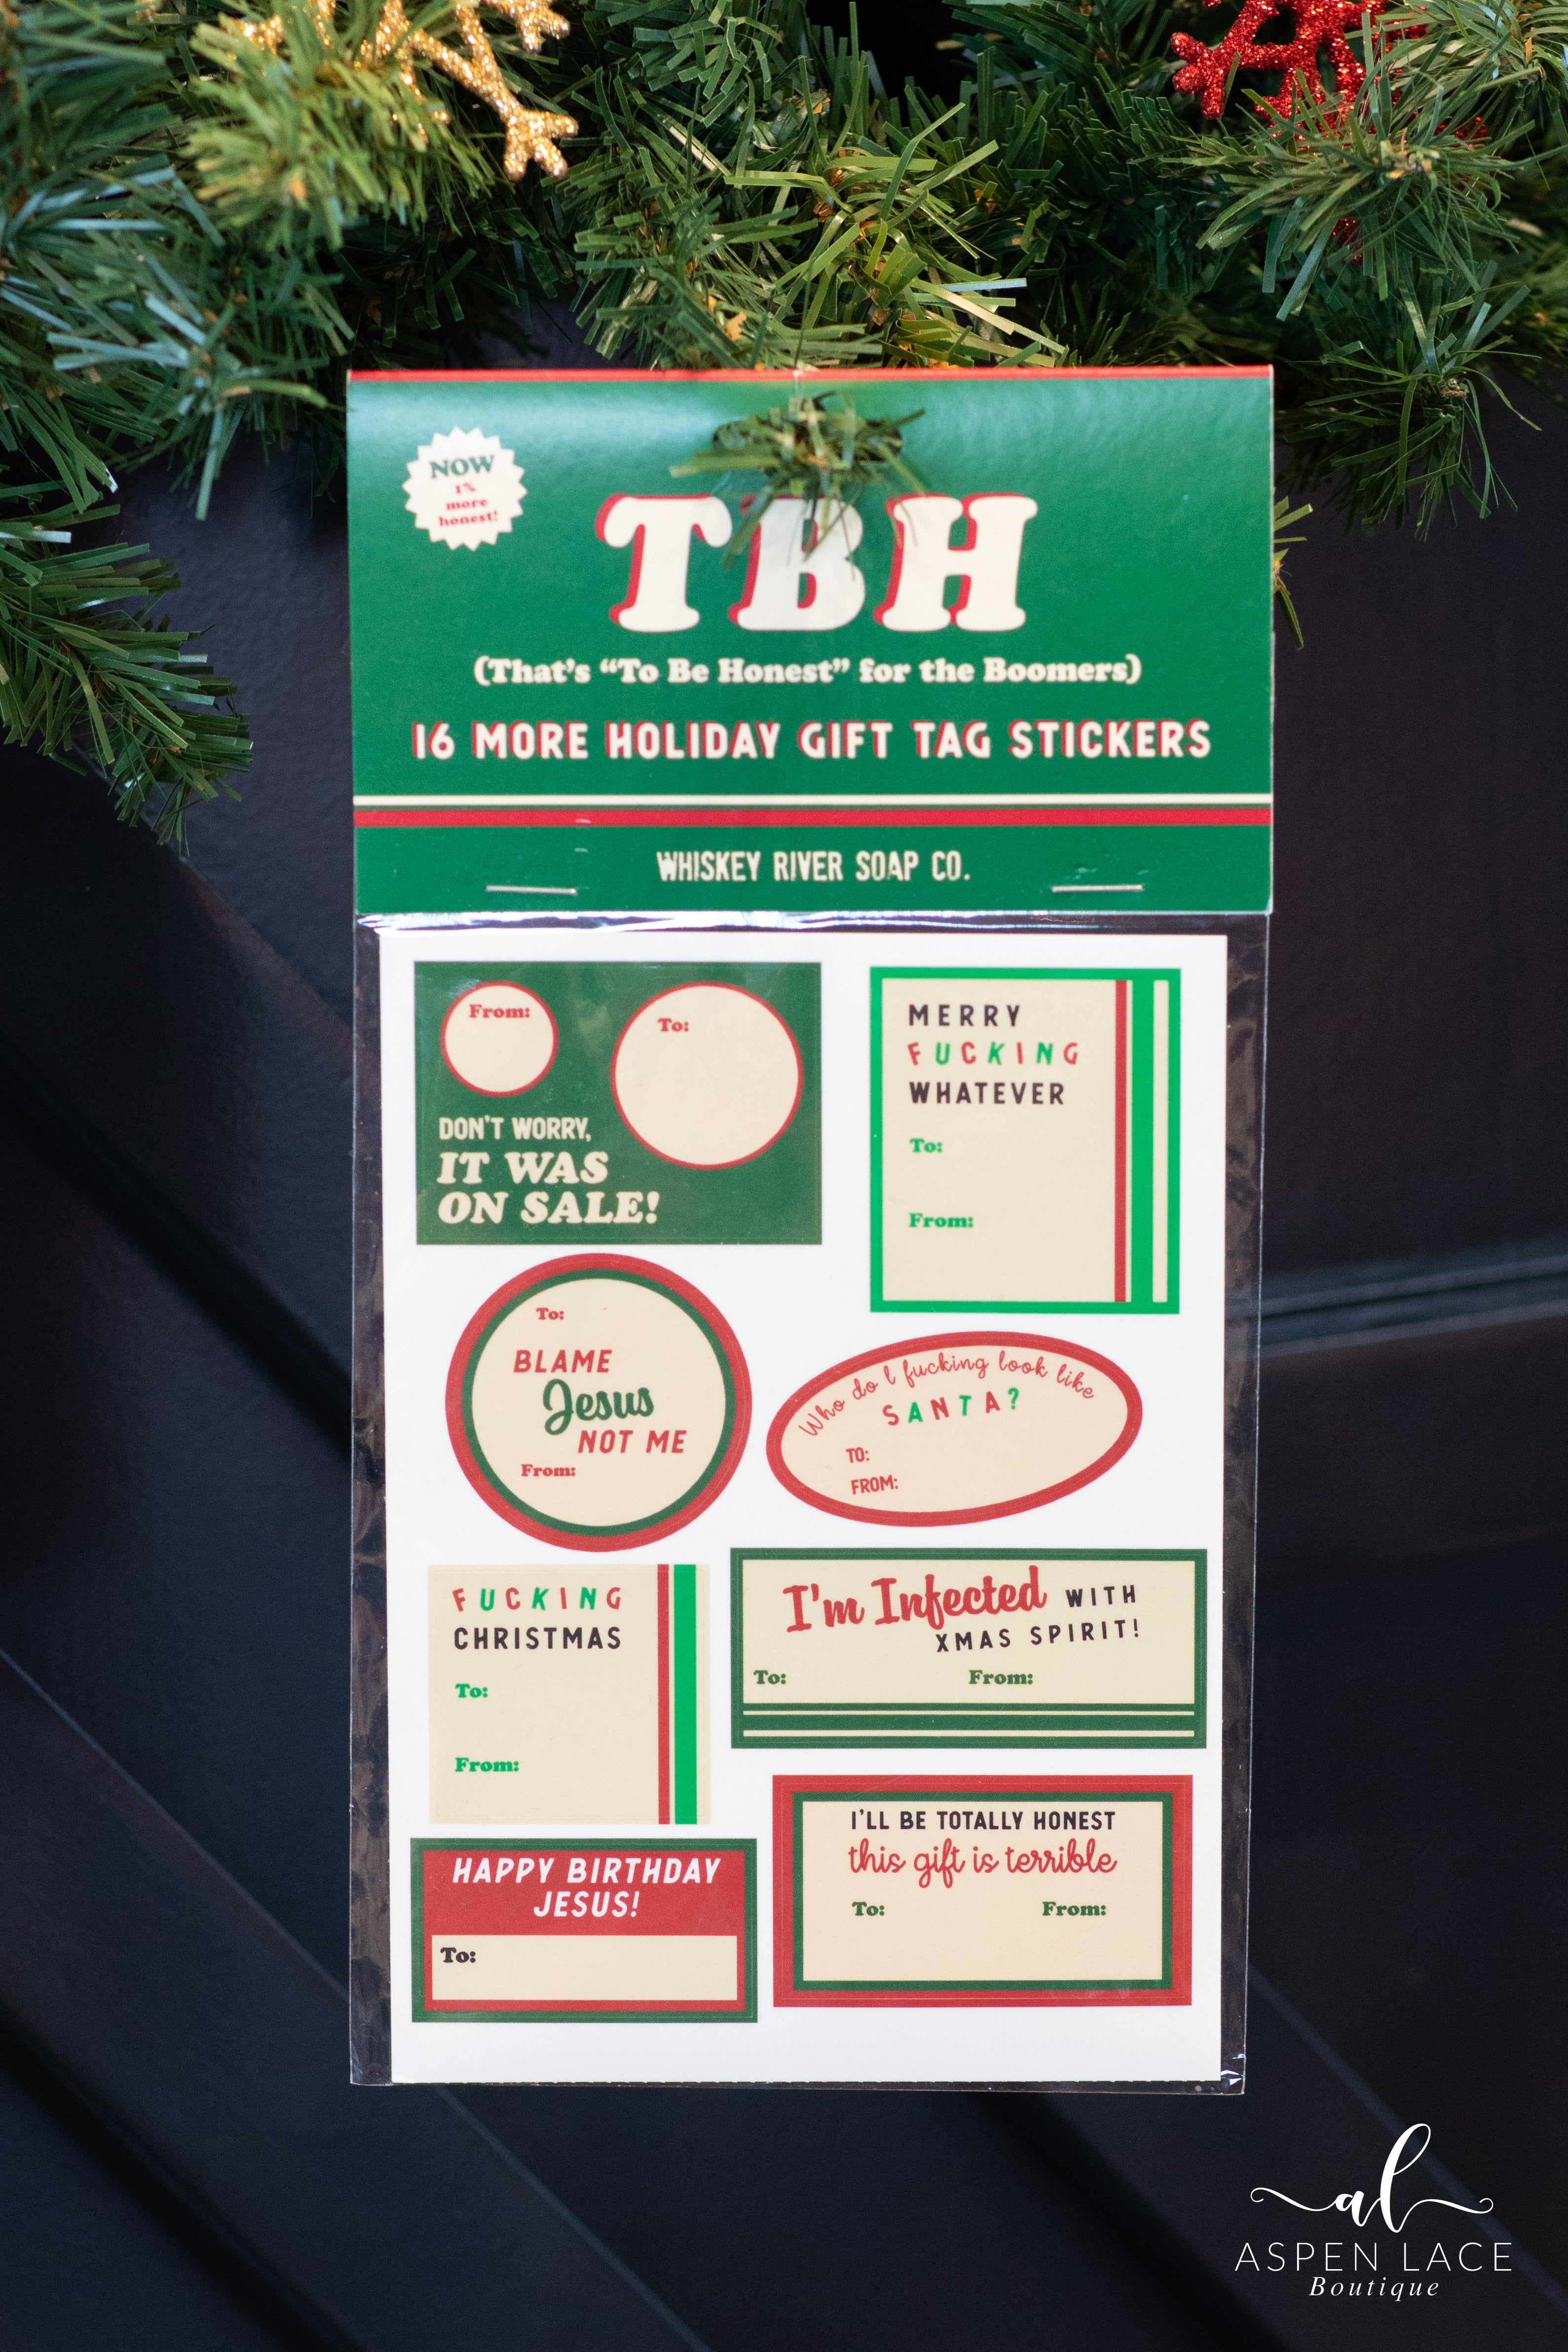 NOW
1%
more
honest!
TBH
(That's “To Be Honest” for the Boomers)
16 MORE HOLIDAY GIFT TAG STICKERS
WHISKEY RIVER SOAP CO.
From:
To:
DON'T WORRY,
IT WAS
ON SALE!
MERRY
FUCKING
WHATEVER
To:
From:
To:
BLAME
Jesus
NOT ME
From:
Who do I fucking look like
SANTA?
TO:
FROM:
FUCKING
CHRISTMAS
To:
From:
I'm Infected WITH
XMAS SPIRIT!
To: From:
HAPPY BIRTHDAY
JESUS!
To:
I'LL BE TOTALLY HONEST
this gift is terrible
To: From:
al
ASPEN LACE
Boutique